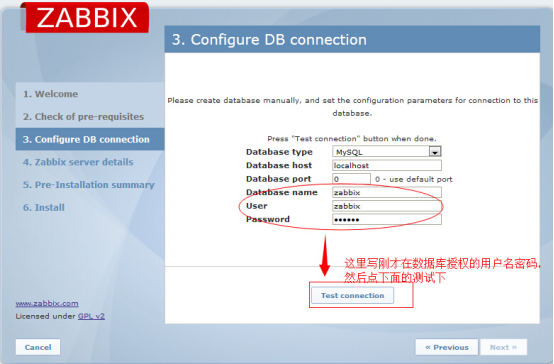 ZABBIX
3. Configure DB connection
1. Welcome
2. Check of pre-requisites
3. Configure DB connection
4. Zabbix server details
5. Pre-Installation summary
6. Install
Please create database manually, and set the configuration parameters for connection to this
database.
Press "Test connection" button when done.
Database type MySQL
Database host localhost
Database port 0 0 - use default port
Database name zabbix
User zabbix
Password ••••••
这里写刚才在数据库授权的用户名密码,
然后点下面的测试下
Test connection
www.zabbix.com
Licensed under GPL v2
Cancel
« Previous
Next »